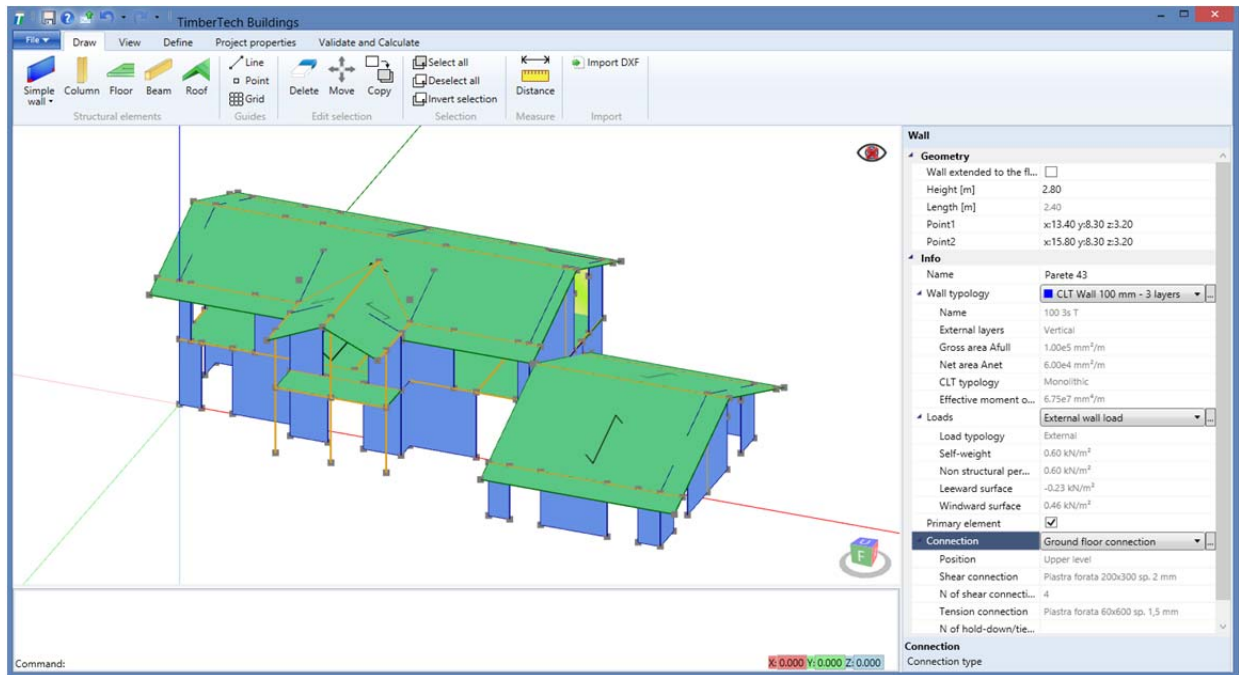 TimberTech Buildings
File Draw View Define Project properties Validate and Calculate
Simple wall
Column
Floor
Beam
Roof
Structural elements
Line
Point
Grid
Guides
Delete
Move
Copy
Edit selection
Select all
Deselect all
Invert selection
Selection
Distance
Measure
Import DXF
Import
Wall
Geometry
Wall extended to the fl...
Height [m] 2.80
Length [m] 2.40
Point1 x:13.40 y:8.30 z:3.20
Point2 x:15.80 y:8.30 z:3.20
Info
Name Parete 43
Wall typology CLT Wall 100 mm - 3 layers ...
Name 100 3s T
External layers Vertical
Gross area Afull 1.00e5 mm²/m
Net area Anet 6.00e4 mm²/m
CLT typology Monolithic
Effective moment o... 6.75e7 mm⁴/m
Loads External wall load ...
Load typology External
Self-weight 0.60 kN/m²
Non structural per... 0.60 kN/m²
Leeward surface -0.23 kN/m²
Windward surface 0.46 kN/m²
Primary element
Connection Ground floor connection ...
Position Upper level
Shear connection Piastra forata 200x300 sp. 2 mm
N of shear connecti... 4
Tension connection Piastra forata 60x600 sp. 1,5 mm
N of hold-down/tie...
Connection
Connection type
U
F
Command:
X: 0.000 Y: 0.000 Z: 0.000